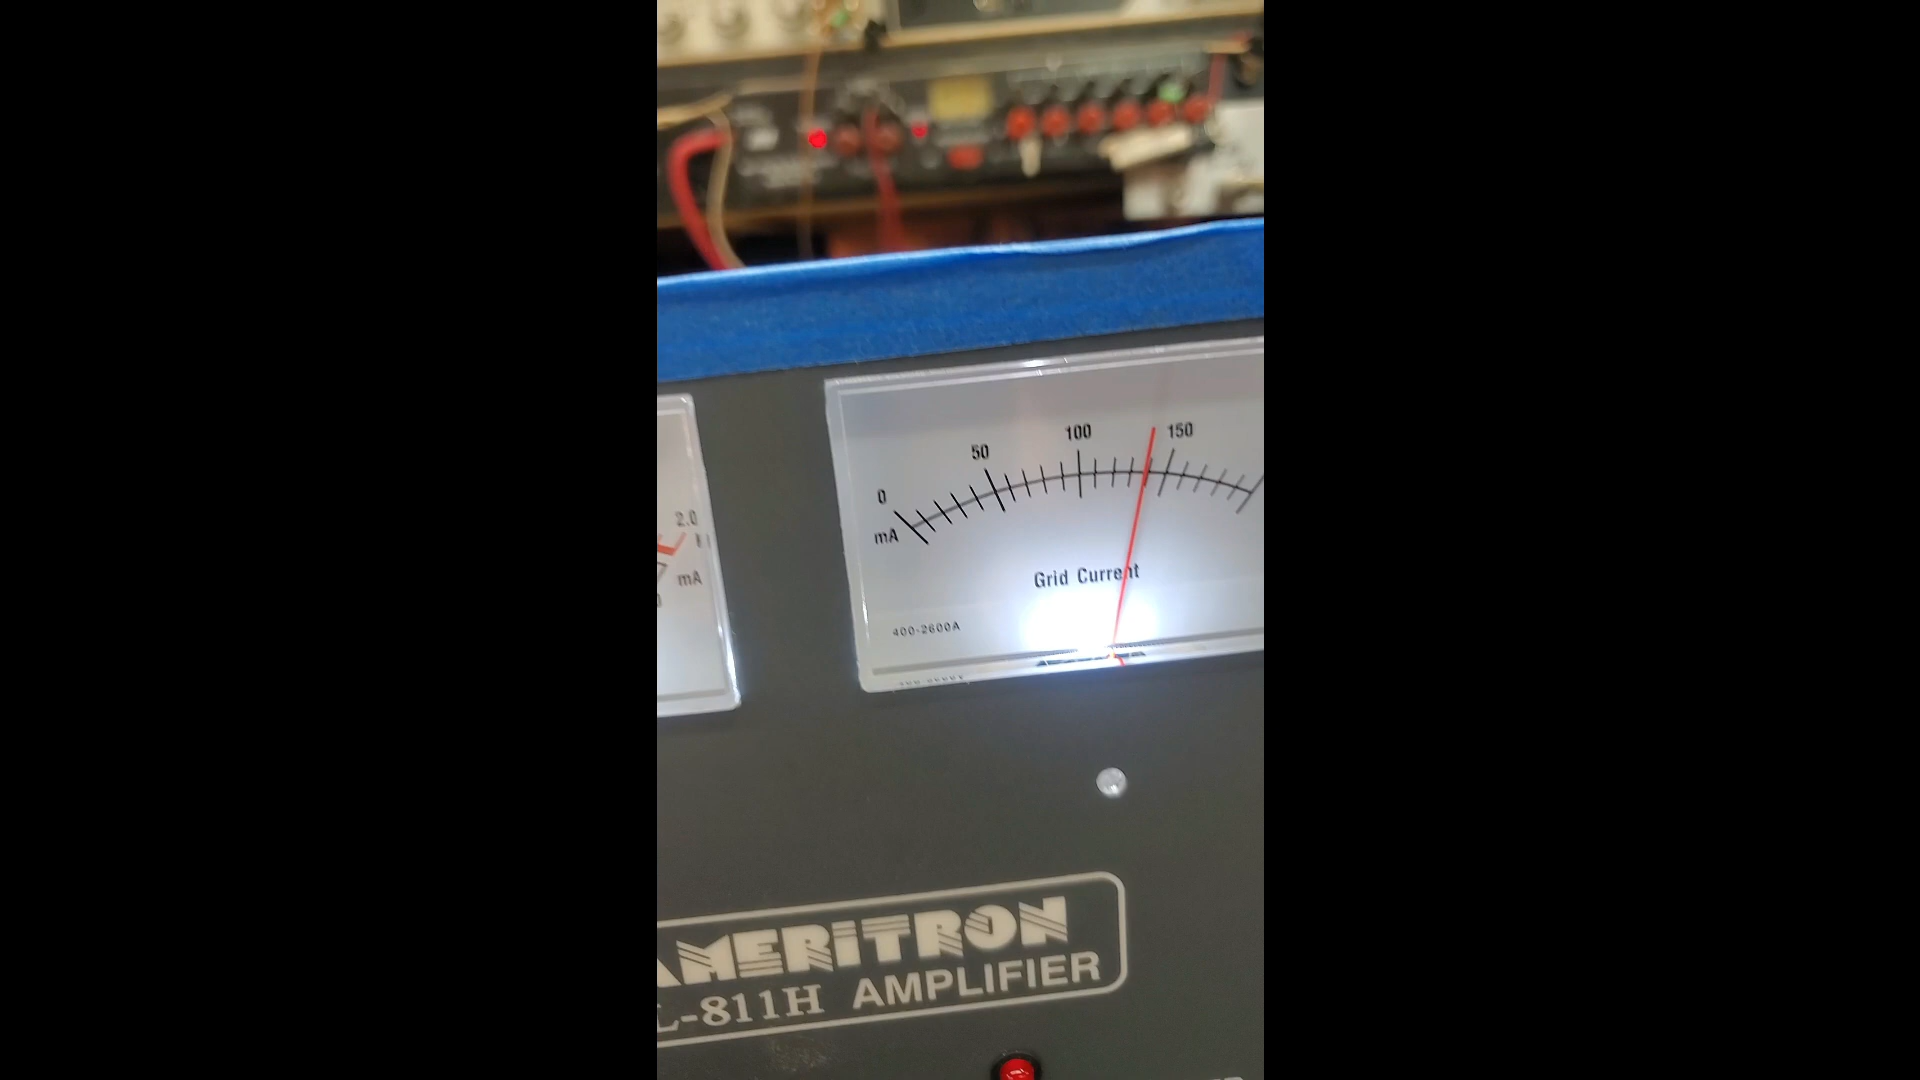 50
100
150
0
mA
Grid Current
400-2600A
2.0
mA
AMERITRON
L-811H AMPLIFIER